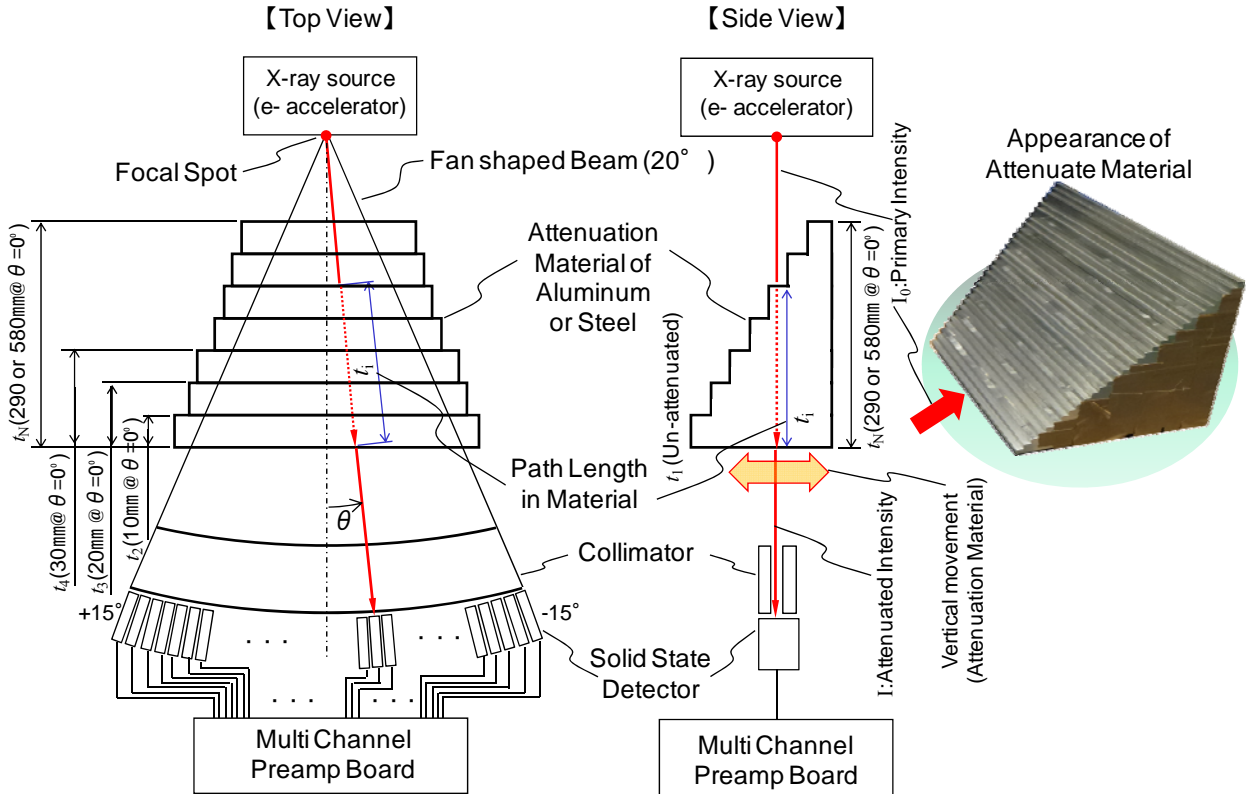 【Top View】
【Side View】
X-ray source
(e- accelerator)
X-ray source
(e- accelerator)
Focal Spot
Fan shaped Beam (20°)
Appearance of
Attenuate Material
I0:Primary Intensity
Attenuation
Material of
Aluminum
or Steel
tN(290 or 580mm@θ=0°)
t4(30mm@θ=0°)
t3(20mm@θ=0°)
t2(10mm@θ=0°)
ti
t1 (Un-attenuated)
ti
tN(290 or 580mm@θ=0°)
Path Length
in Material
θ
Collimator
I:Attenuated Intensity
Vertical movement
(Attenuation Material)
+15°
-15°
· · ·
· · ·
Solid State
Detector
· · ·
· · ·
Multi Channel
Preamp Board
Multi Channel
Preamp Board